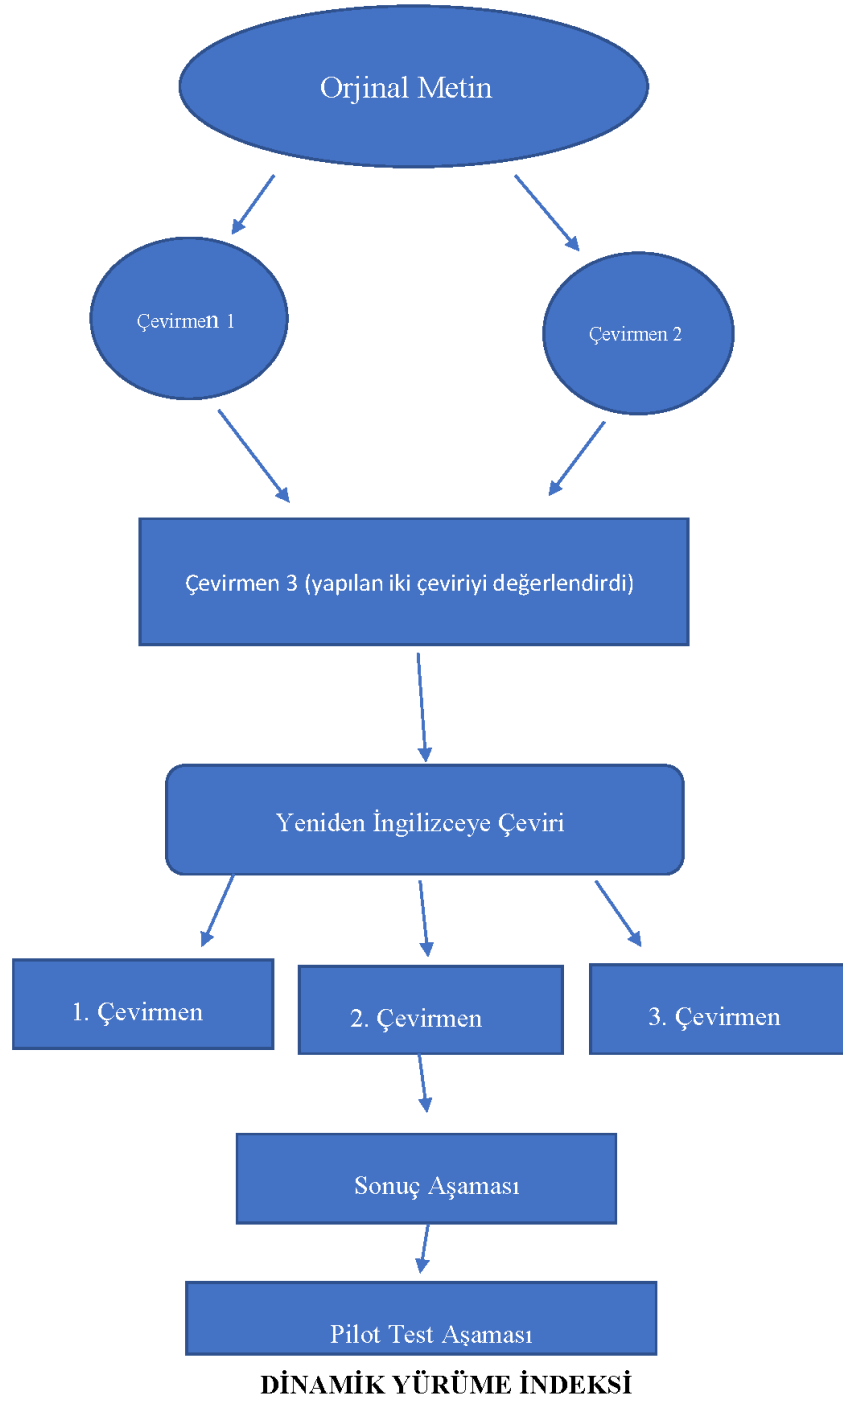 Orjinal Metin
Çevirmen 1
Çevirmen 2
Çevirmen 3 (yapılan iki çeviriyi değerlendirdi)
Yeniden İngilizceye Çeviri
1. Çevirmen
2. Çevirmen
3. Çevirmen
Sonuç Aşaması
Pilot Test Aşaması
DİNAMİK YÜRÜME İNDEKSİ